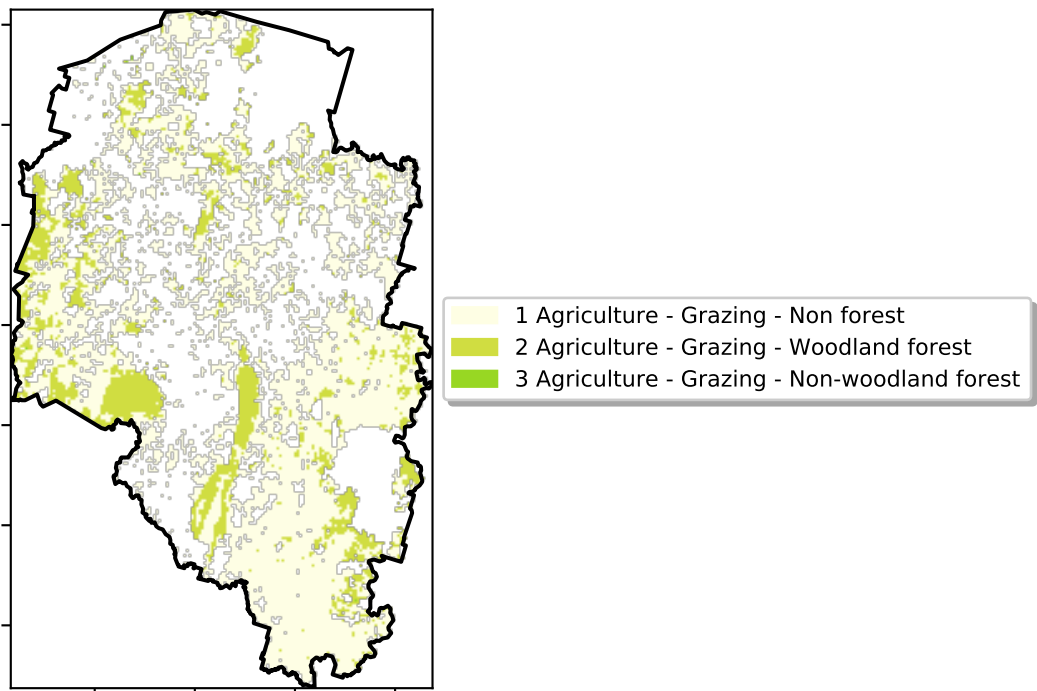 1 Agriculture - Grazing - Non forest
2 Agriculture - Grazing - Woodland forest
3 Agriculture - Grazing - Non-woodland forest